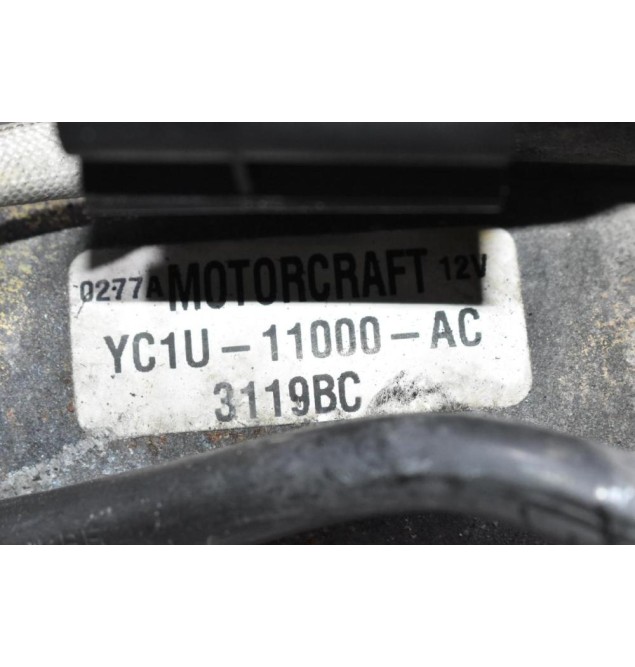 0277A MOTORCRAFT 12V
YC1U-11000-AC
3119BC